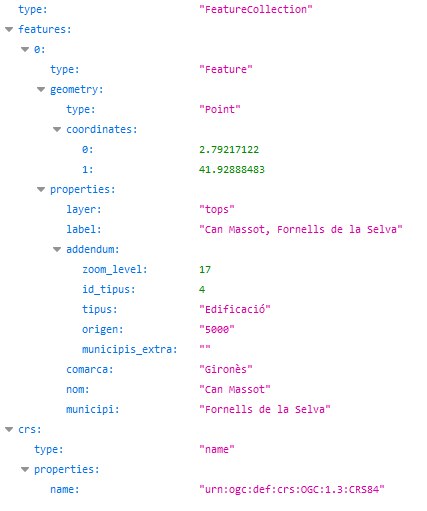 type: "FeatureCollection"
features:
0:
type: "Feature"
geometry:
type: "Point"
coordinates:
0: 2.79217122
1: 41.92888483
properties:
layer: "tops"
label: "Can Massot, Fornells de la Selva"
addendum:
zoom_level: 17
id_tipus: 4
tipus: "Edificació"
origen: "5000"
municipis_extra: ""
comarca: "Gironès"
nom: "Can Massot"
municipi: "Fornells de la Selva"
crs:
type: "name"
properties:
name: "urn:ogc:def:crs:OGC:1.3:CRS84"